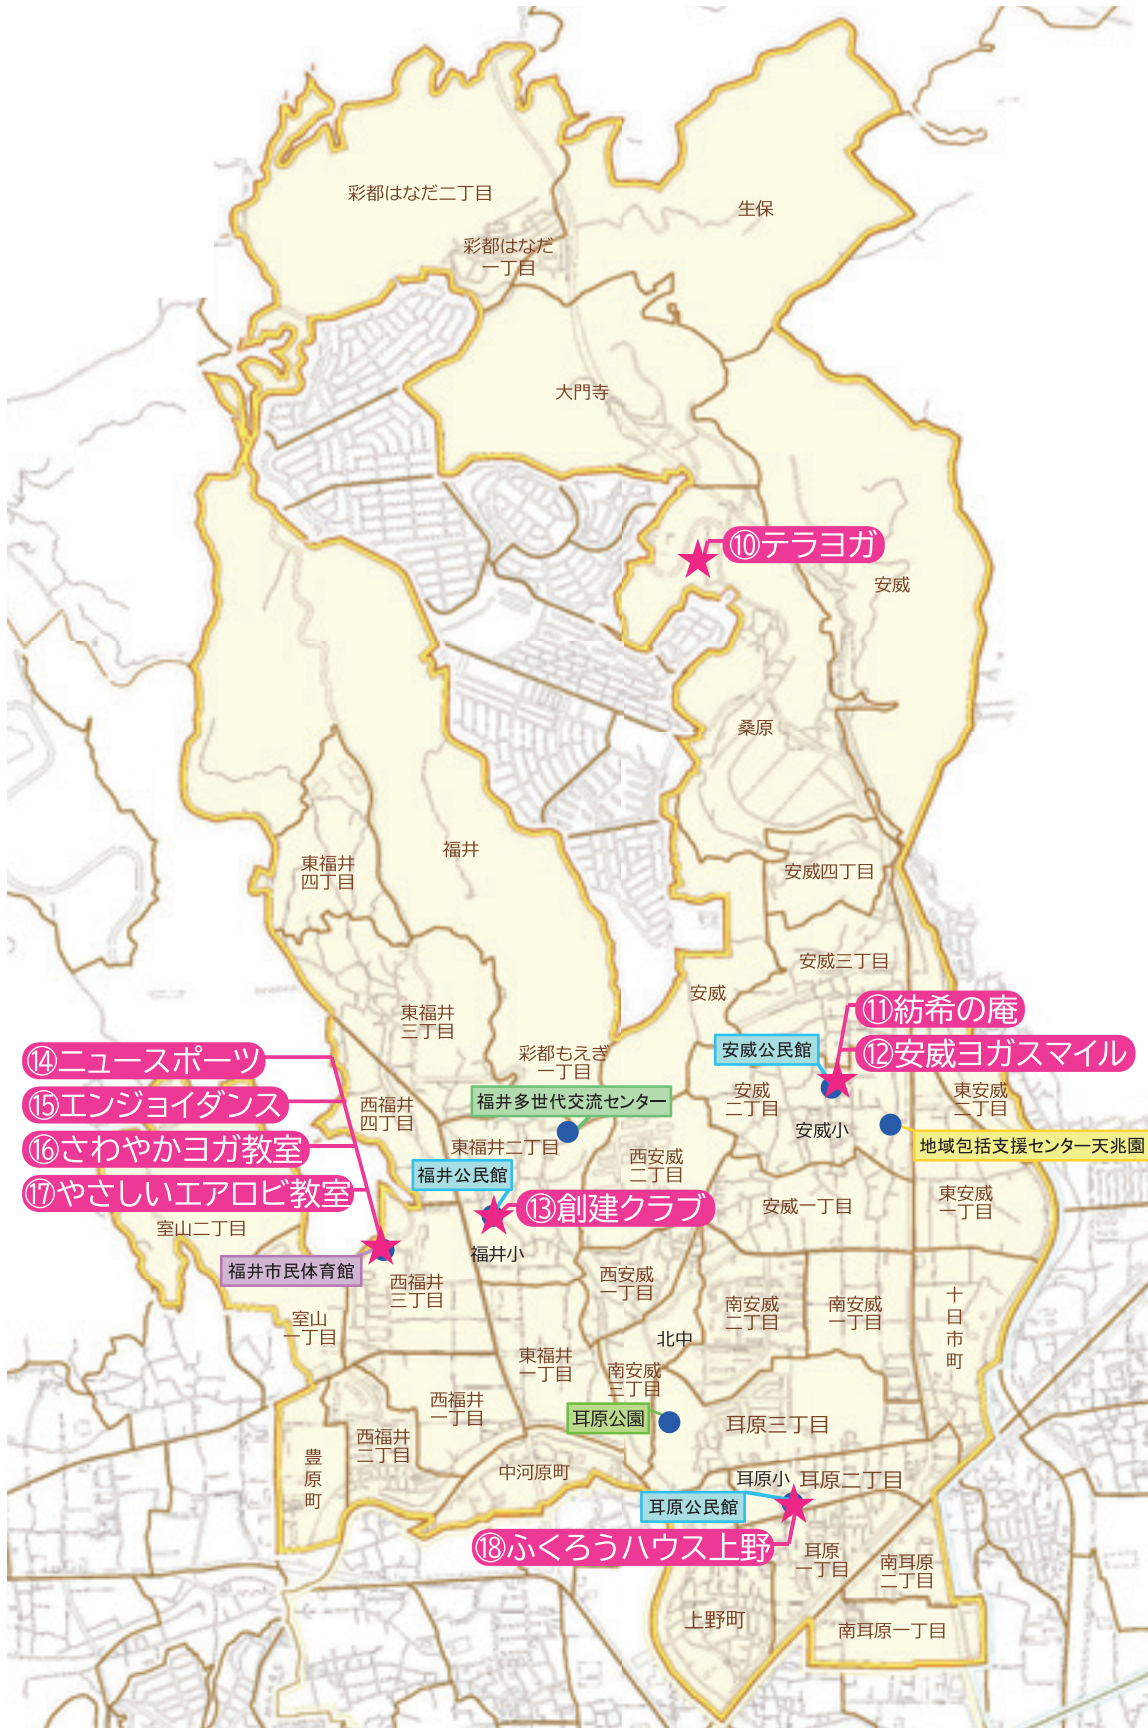 彩都はなだ二丁目
生保
彩都はなだ
一丁目
大門寺
⑩テラヨガ
安威
桑原
福井
東福井
四丁目
安威四丁目
安威三丁目
安威
⑪紡希の庵
東福井
三丁目
安威公民館
⑫安威ヨガスマイル
彩都もえぎ
一丁目
⑭ニュースポーツ
⑮エンジョイダンス
⑯さわやかヨガ教室
⑰やさしいエアロビ教室
西福井
四丁目
福井多世代交流センター
安威
二丁目
東安威
二丁目
安威小
地域包括支援センター天兆園
東福井二丁目
福井公民館
西安威
二丁目
⑬創建クラブ
安威一丁目
東安威
一丁目
室山二丁目
福井小
福井市民体育館
西福井
三丁目
西安威
一丁目
南安威
二丁目
南安威
一丁目
十日市町
室山
一丁目
北中
東福井
一丁目
南安威
三丁目
西福井
一丁目
耳原公園
耳原三丁目
西福井
二丁目
豊原町
中河原町
耳原小
耳原二丁目
耳原公民館
⑱ふくろうハウス上野
耳原
一丁目
南耳原
二丁目
上野町
南耳原一丁目